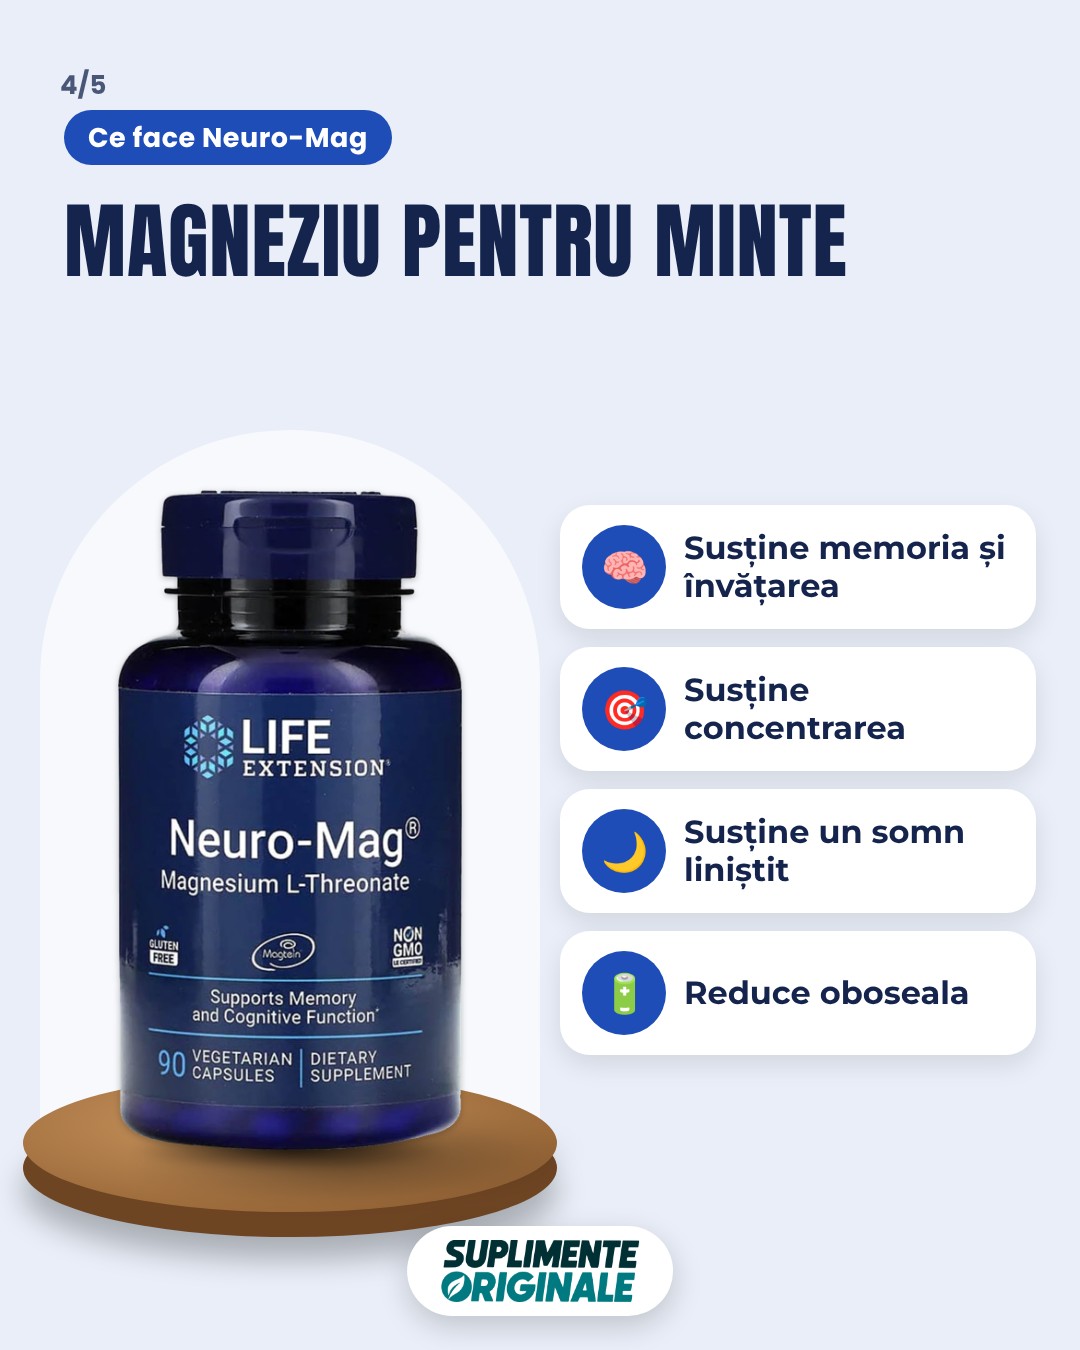 4/5
Ce face Neuro-Mag
MAGNEZIU PENTRU MINTE
LIFE
EXTENSION®
Neuro-Mag®
Magnesium L-Threonate
GLUTEN
FREE
Magtein
NON
GMO
LE CERTIFIED
Supports Memory
and Cognitive Function*
90 VEGETARIAN CAPSULES | DIETARY SUPPLEMENT
Susține memoria și
învățarea
Susține
concentrarea
Susține un somn
liniștit
Reduce oboseala
SUPLIMENTE
ORIGINALE